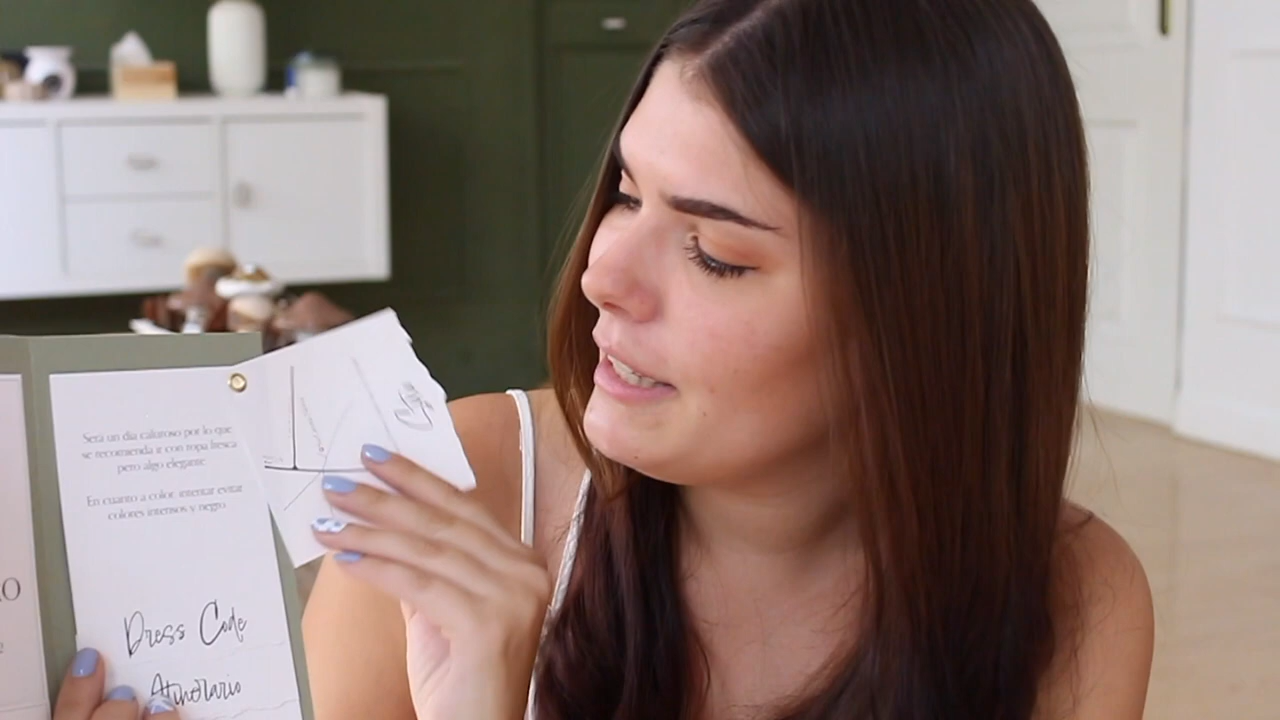 Será un día caluroso por lo que
se recomienda ir con ropa fresca
pero algo elegante
En cuanto a color, intentar evitar
colores intensos y negro
Dress Code
Itinerario